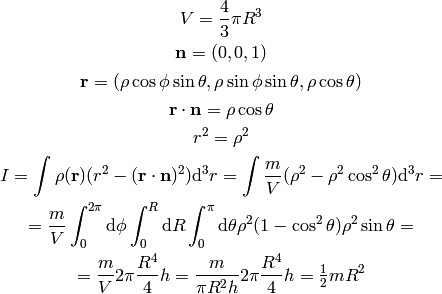 V = \frac{4}{3}\pi R^3
\mathbf{n} = (0, 0, 1)
\mathbf{r} = (\rho \cos\phi \sin\theta, \rho \sin\phi \sin\theta, \rho \cos\theta)
\mathbf{r} \cdot \mathbf{n} = \rho \cos\theta
r^2 = \rho^2
I = \int \rho(\mathbf{r})(r^2 - (\mathbf{r} \cdot \mathbf{n})^2)\mathrm{d}^3r = \int \frac{m}{V}(\rho^2 - \rho^2 \cos^2\theta)\mathrm{d}^3r =
= \frac{m}{V} \int_0^{2\pi} \mathrm{d}\phi \int_0^R \mathrm{d}R \int_0^\pi \mathrm{d}\theta \rho^2(1 - \cos^2\theta)\rho^2 \sin\theta =
= \frac{m}{V} 2\pi \frac{R^4}{4} h = \frac{m}{\pi R^2 h} 2\pi \frac{R^4}{4} h = \frac{1}{2} m R^2